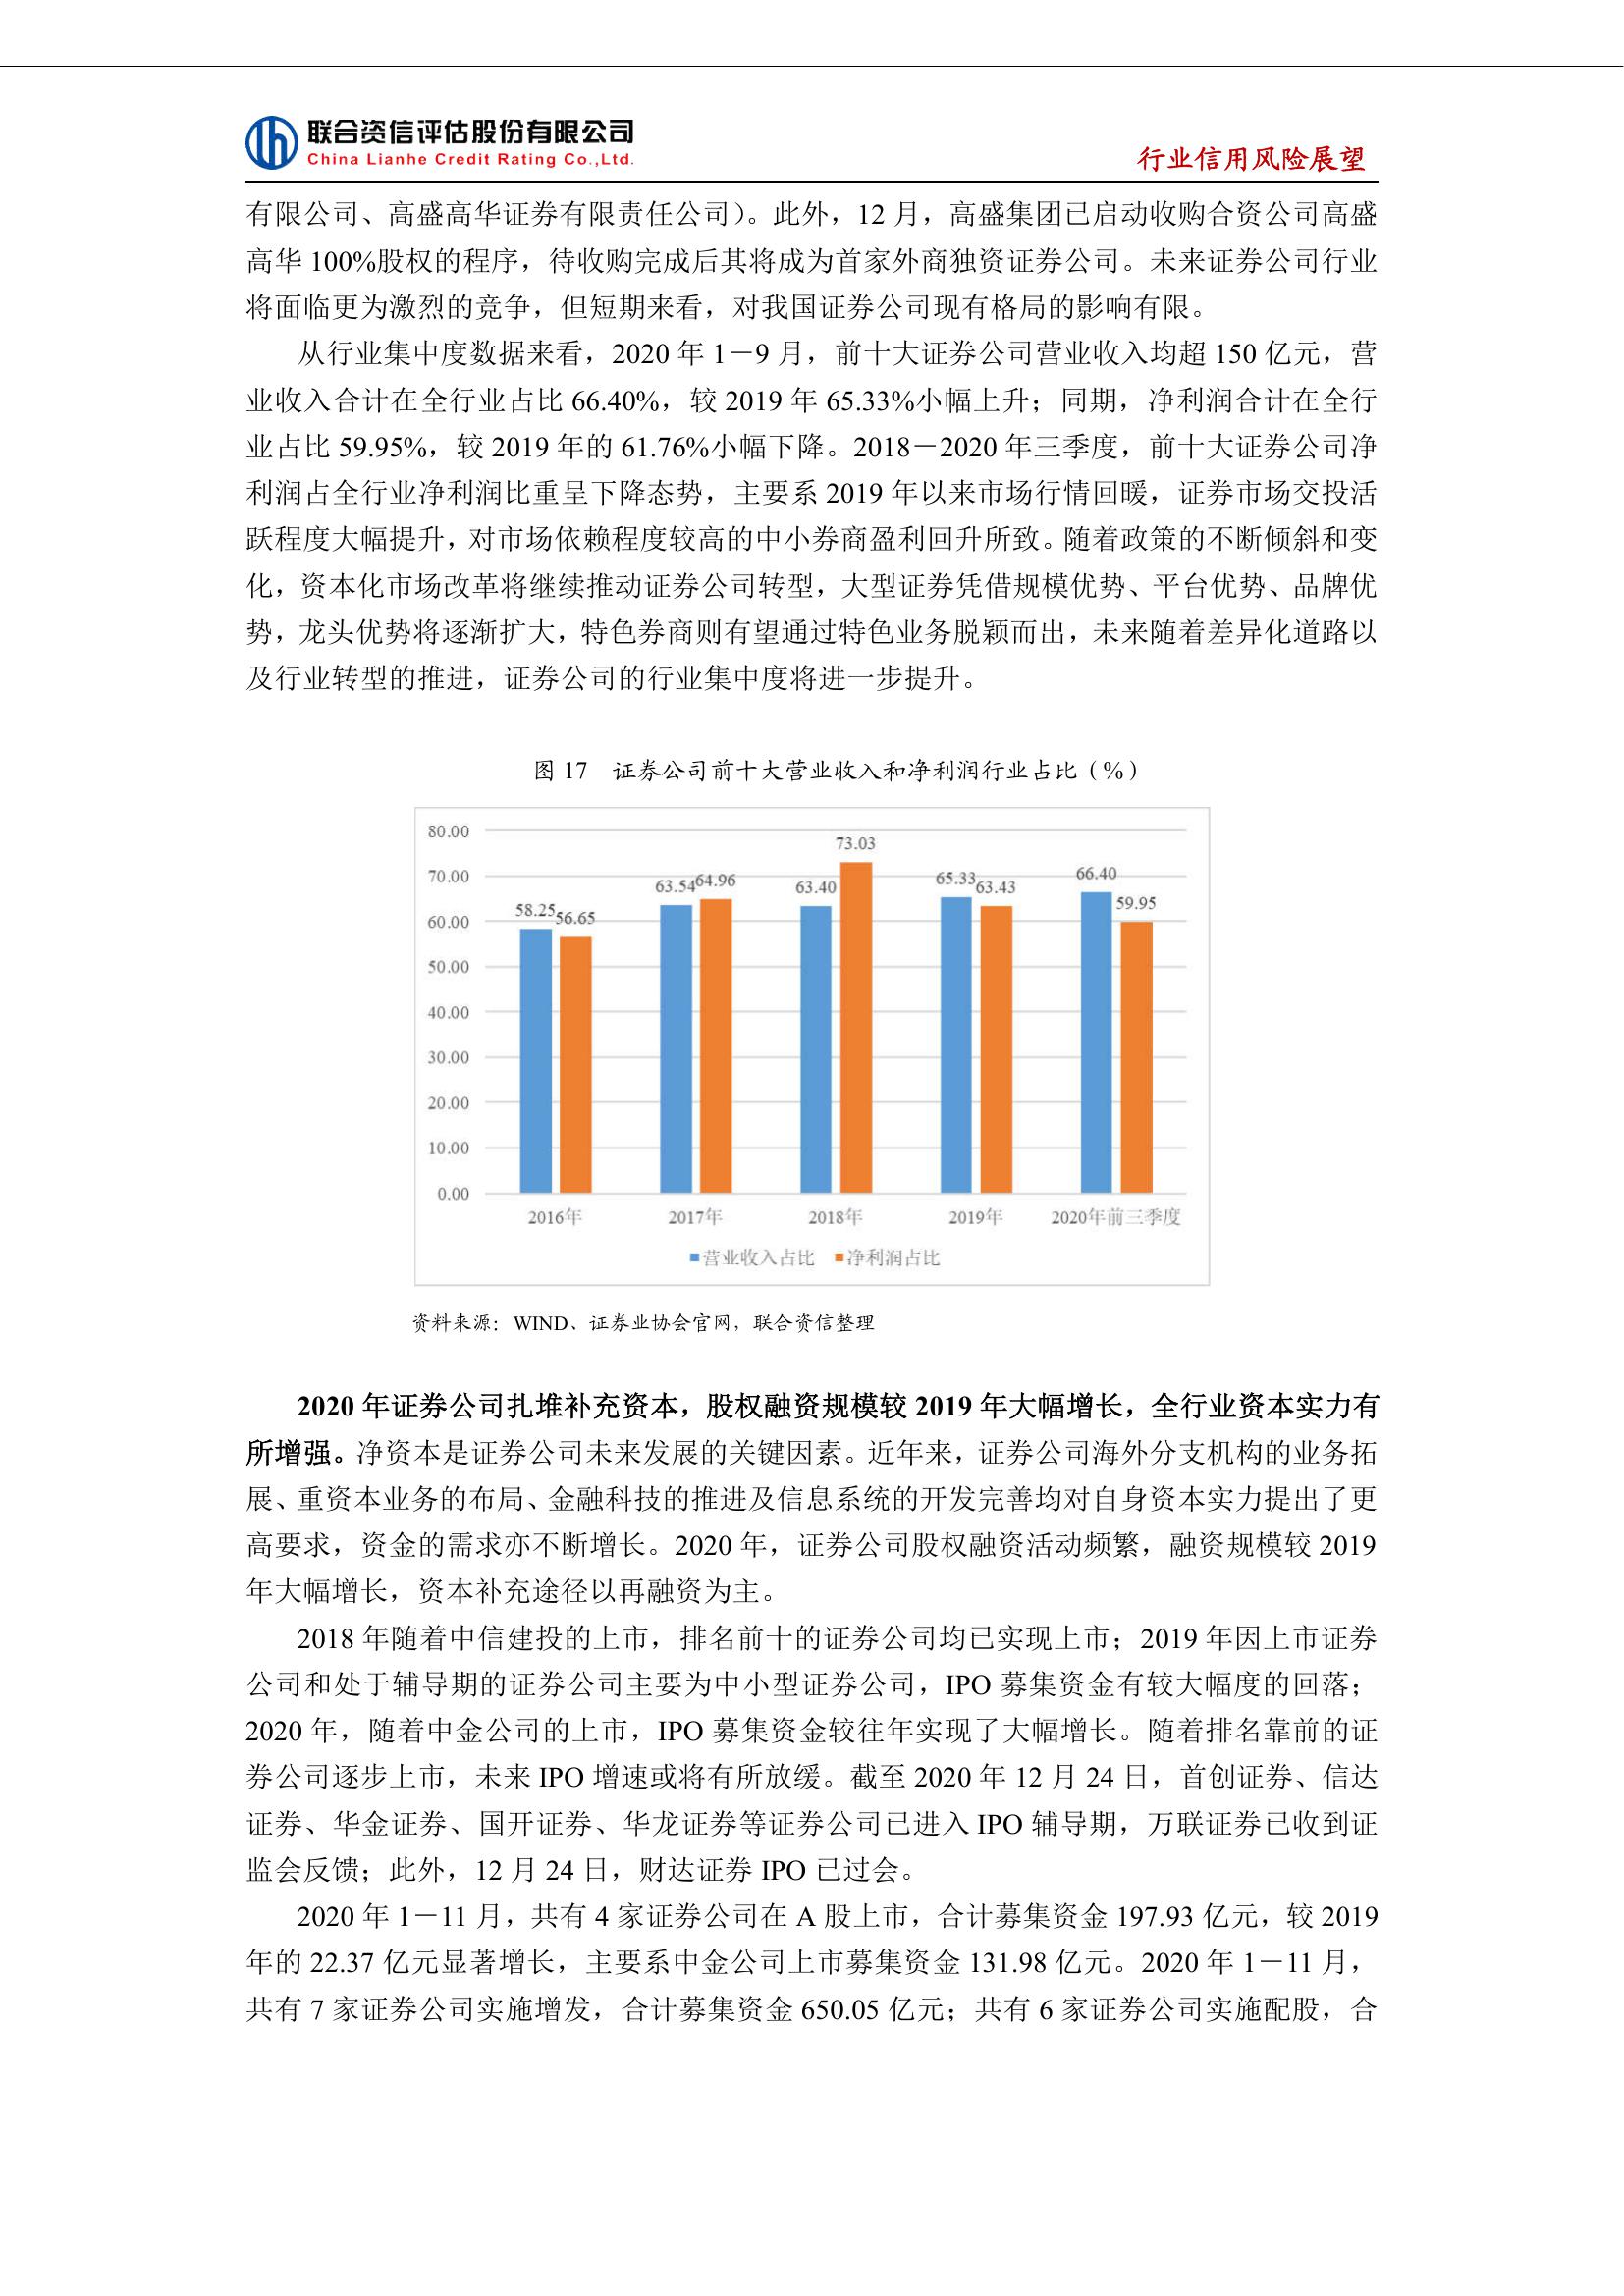 联合资信评估股份有限公司
China Lianhe Credit Rating Co.,Ltd.
行业信用风险展望
有限公司、高盛高华证券有限责任公司）。此外，12 月，高盛集团已启动收购合资公司高盛
高华 100%股权的程序，待收购完成后其将成为首家外商独资证券公司。未来证券公司行业
将面临更为激烈的竞争，但短期来看，对我国证券公司现有格局的影响有限。
从行业集中度数据来看，2020 年 1－9 月，前十大证券公司营业收入均超 150 亿元，营
业收入合计在全行业占比 66.40%，较 2019 年 65.33%小幅上升；同期，净利润合计在全行
业占比 59.95%，较 2019 年的 61.76%小幅下降。2018－2020 年三季度，前十大证券公司净
利润占全行业净利润比重呈下降态势，主要系 2019 年以来市场行情回暖，证券市场交投活
跃程度大幅提升，对市场依赖程度较高的中小券商盈利回升所致。随着政策的不断倾斜和变
化，资本化市场改革将继续推动证券公司转型，大型证券凭借规模优势、平台优势、品牌优
势，龙头优势将逐渐扩大，特色券商则有望通过特色业务脱颖而出，未来随着差异化道路以
及行业转型的推进，证券公司的行业集中度将进一步提升。
图 17 证券公司前十大营业收入和净利润行业占比（%）
80.00
70.00
60.00
50.00
40.00
30.00
20.00
10.00
0.00
58.25 56.65
63.54 64.96
63.40 73.03
65.33 63.43
66.40 59.95
2016年 2017年 2018年 2019年 2020年前三季度
营业收入占比 净利润占比
资料来源：WIND、证券业协会官网，联合资信整理
2020 年证券公司扎堆补充资本，股权融资规模较 2019 年大幅增长，全行业资本实力有
所增强。净资本是证券公司未来发展的关键因素。近年来，证券公司海外分支机构的业务拓
展、重资本业务的布局、金融科技的推进及信息系统的开发完善均对自身资本实力提出了更
高要求，资金的需求亦不断增长。2020 年，证券公司股权融资活动频繁，融资规模较 2019
年大幅增长，资本补充途径以再融资为主。
2018 年随着中信建投的上市，排名前十的证券公司均已实现上市；2019 年因上市证券
公司和处于辅导期的证券公司主要为中小型证券公司，IPO 募集资金有较大幅度的回落；
2020 年，随着中金公司的上市，IPO 募集资金较往年实现了大幅增长。随着排名靠前的证
券公司逐步上市，未来 IPO 增速或将有所放缓。截至 2020 年 12 月 24 日，首创证券、信达
证券、华金证券、国开证券、华龙证券等证券公司已进入 IPO 辅导期，万联证券已收到证
监会反馈；此外，12 月 24 日，财达证券 IPO 已过会。
2020 年 1－11 月，共有 4 家证券公司在 A 股上市，合计募集资金 197.93 亿元，较 2019
年的 22.37 亿元显著增长，主要系中金公司上市募集资金 131.98 亿元。2020 年 1－11 月，
共有 7 家证券公司实施增发，合计募集资金 650.05 亿元；共有 6 家证券公司实施配股，合